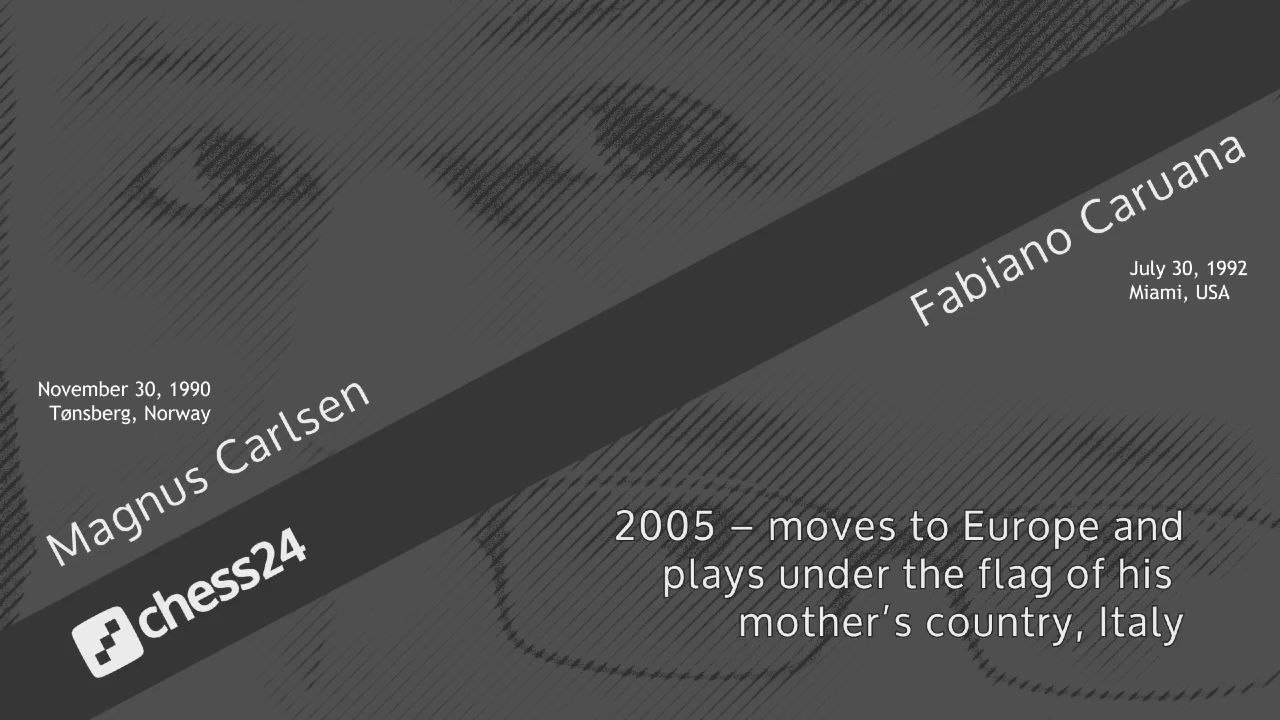 November 30, 1990
Tønsberg, Norway
Magnus Carlsen
chess24
Fabiano Caruana
July 30, 1992
Miami, USA
2005 – moves to Europe and
plays under the flag of his
mother’s country, Italy